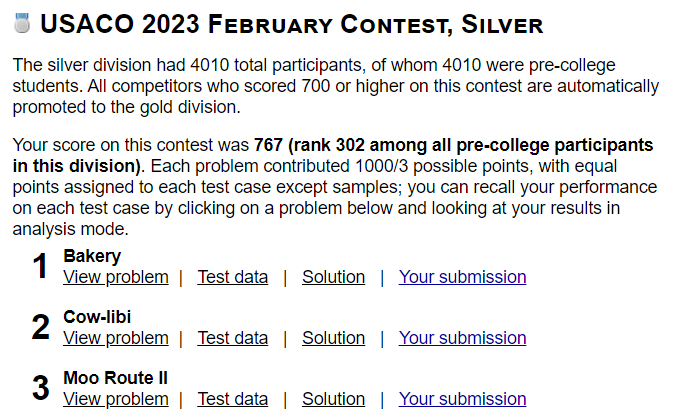 USACO 2023 February Contest, Silver
The silver division had 4010 total participants, of whom 4010 were pre-college
students. All competitors who scored 700 or higher on this contest are automatically
promoted to the gold division.
Your score on this contest was 767 (rank 302 among all pre-college participants
in this division). Each problem contributed 1000/3 possible points, with equal
points assigned to each test case except samples; you can recall your performance
on each test case by clicking on a problem below and looking at your results in
analysis mode.
1 Bakery
View problem | Test data | Solution | Your submission
2 Cow-libi
View problem | Test data | Solution | Your submission
3 Moo Route II
View problem | Test data | Solution | Your submission